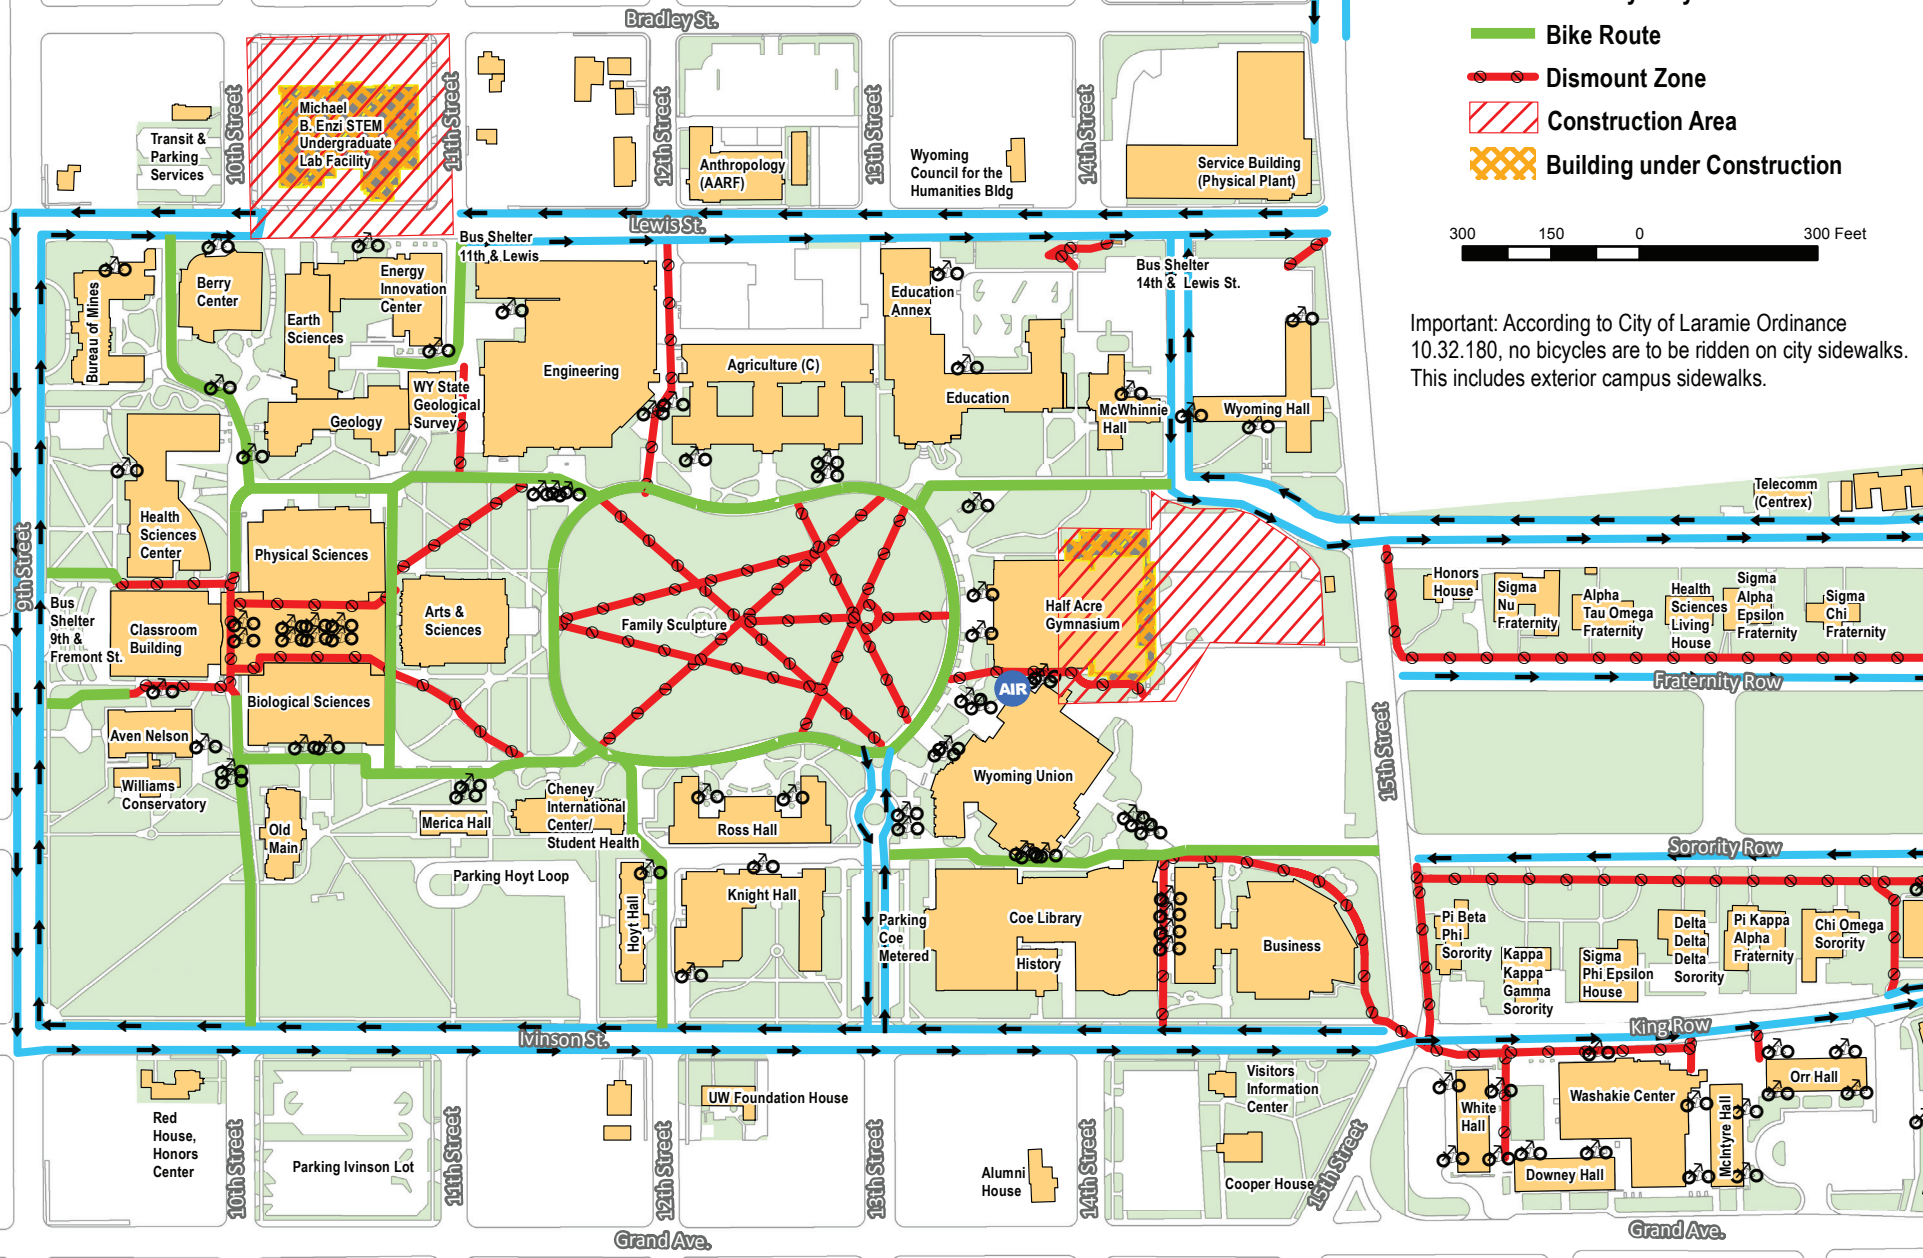 Bradley St.
Bike Route
Dismount Zone
Construction Area
Building under Construction
300
150
0
300 Feet
Important: According to City of Laramie Ordinance
10.32.180, no bicycles are to be ridden on city sidewalks.
This includes exterior campus sidewalks.
10th Street
11th Street
12th Street
13th Street
14th Street
Transit &
Parking
Services
Michael
B. Enzi STEM
Undergraduate
Lab Facility
Anthropology
(AARF)
Wyoming
Council for the
Humanities Bldg
Service Building
(Physical Plant)
Lewis St.
Bus Shelter
11th & Lewis
Bus Shelter
14th & Lewis St.
Bureau of Mines
Berry
Center
Earth
Sciences
Energy
Innovation
Center
Engineering
Agriculture (C)
Education
Annex
Education
McWhinnie
Hall
Wyoming Hall
WY State
Geological
Survey
Geology
Telecomm
(Centrex)
9th Street
Health
Sciences
Center
Physical Sciences
Bus
Shelter
9th &
Fremont St.
Classroom
Building
Arts &
Sciences
Family Sculpture
Half Acre
Gymnasium
AIR
Honors
House
Sigma
Nu
Fraternity
Alpha
Tau Omega
Fraternity
Health
Sciences
Living
House
Sigma
Alpha
Epsilon
Fraternity
Sigma
Chi
Fraternity
Fraternity Row
Biological Sciences
Aven Nelson
Williams
Conservatory
Old
Main
Merica Hall
Cheney
International
Center/
Student Health
Ross Hall
Wyoming Union
15th Street
Sorority Row
Parking Hoyt Loop
Hoyt Hall
Knight Hall
Parking
Coe
Metered
Coe Library
History
Business
Pi Beta
Phi
Sorority
Kappa
Kappa
Gamma
Sorority
Sigma
Phi Epsilon
House
Delta
Delta
Delta
Sorority
Pi Kappa
Alpha
Fraternity
Chi Omega
Sorority
King Row
Ivinson St.
Red
House,
Honors
Center
10th Street
Parking Ivinson Lot
11th Street
12th Street
UW Foundation House
13th Street
Alumni
House
14th Street
Visitors
Information
Center
Cooper House
15th Street
White
Hall
Washakie Center
Downey Hall
McIntyre Hall
Orr Hall
Grand Ave.
Grand Ave.